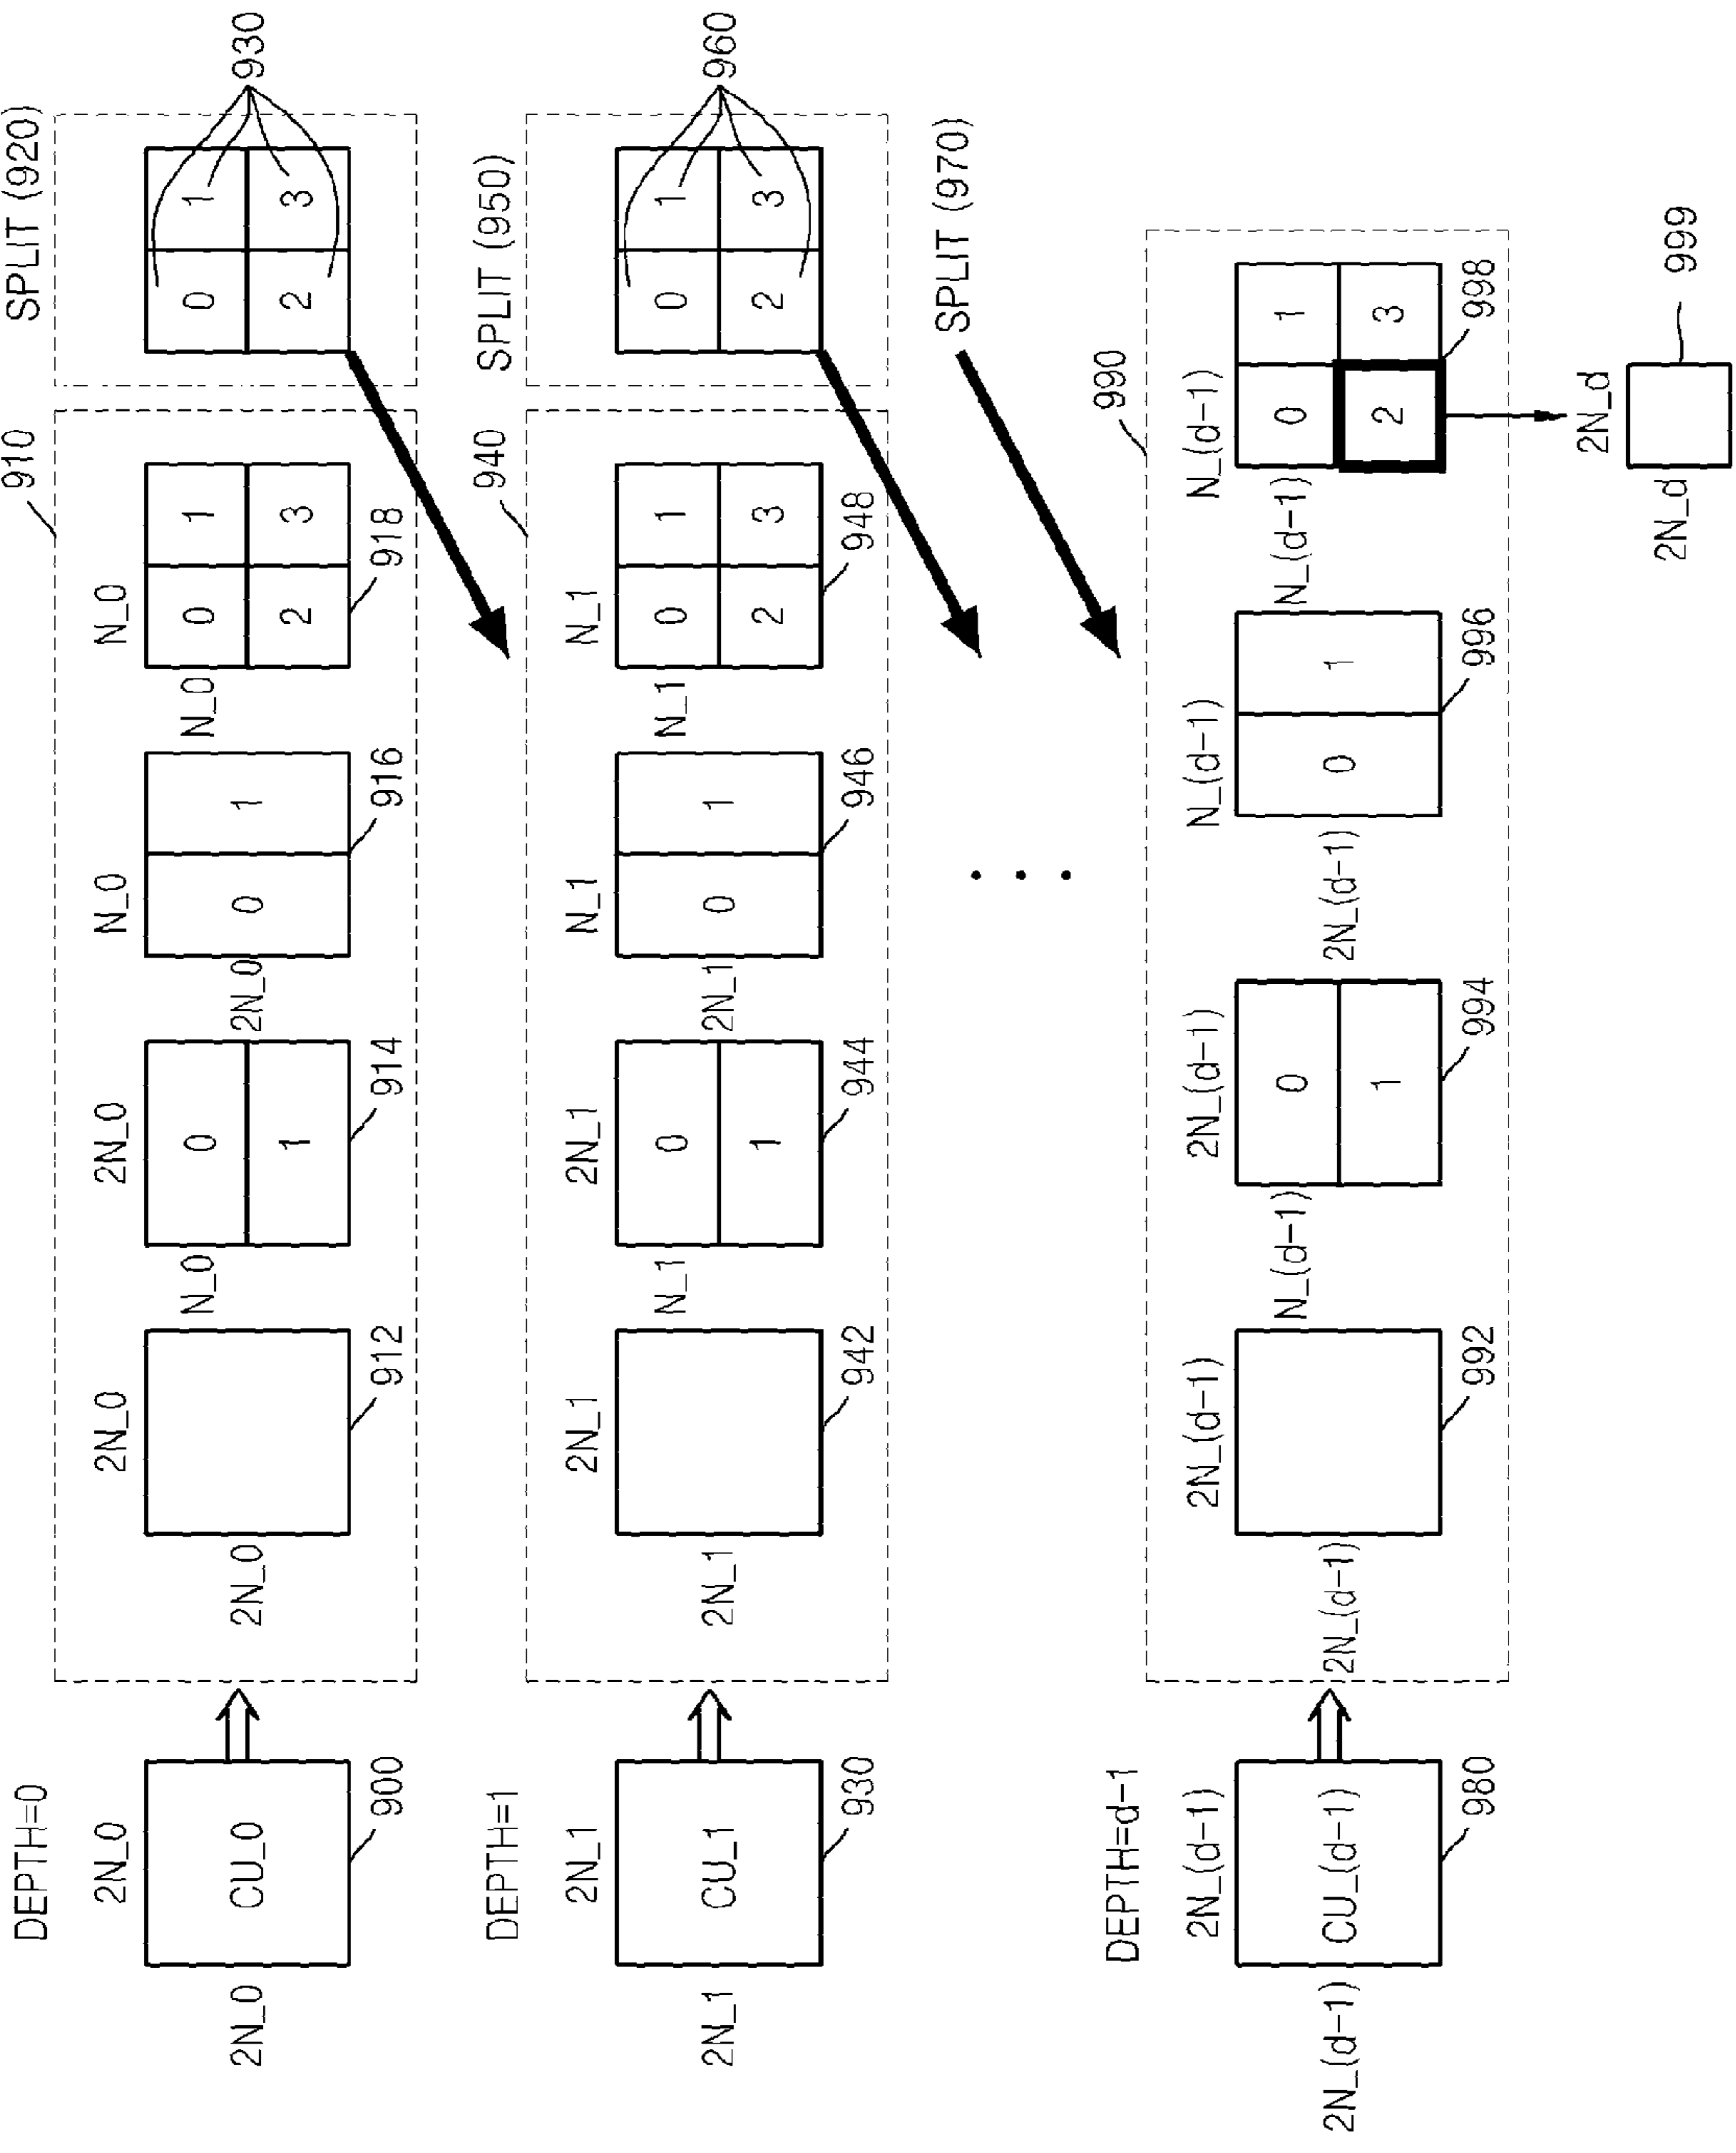 DEPTH=0
910
SPLIT (920)
2N_0
2N_0
2N_0
N_0
N_0
2N_0
CU_0
2N_0
N_0
0
1
2N_0
0
1
N_0
0
1
2
3
0
1
2
3
930
900
912
914
916
918
DEPTH=1
940
SPLIT (950)
2N_1
2N_1
2N_1
N_1
N_1
2N_1
CU_1
2N_1
N_1
0
1
2N_1
0
1
N_1
0
1
2
3
0
1
2
3
960
930
942
944
946
948
SPLIT (970)
DEPTH=d-1
990
2N_(d-1)
2N_(d-1)
2N_(d-1)
N_(d-1)
N_(d-1)
2N_(d-1)
CU_(d-1)
2N_(d-1)
N_(d-1)
0
1
2N_(d-1)
0
1
N_(d-1)
0
1
2
3
980
992
994
996
998
2N_d
2N_d
999